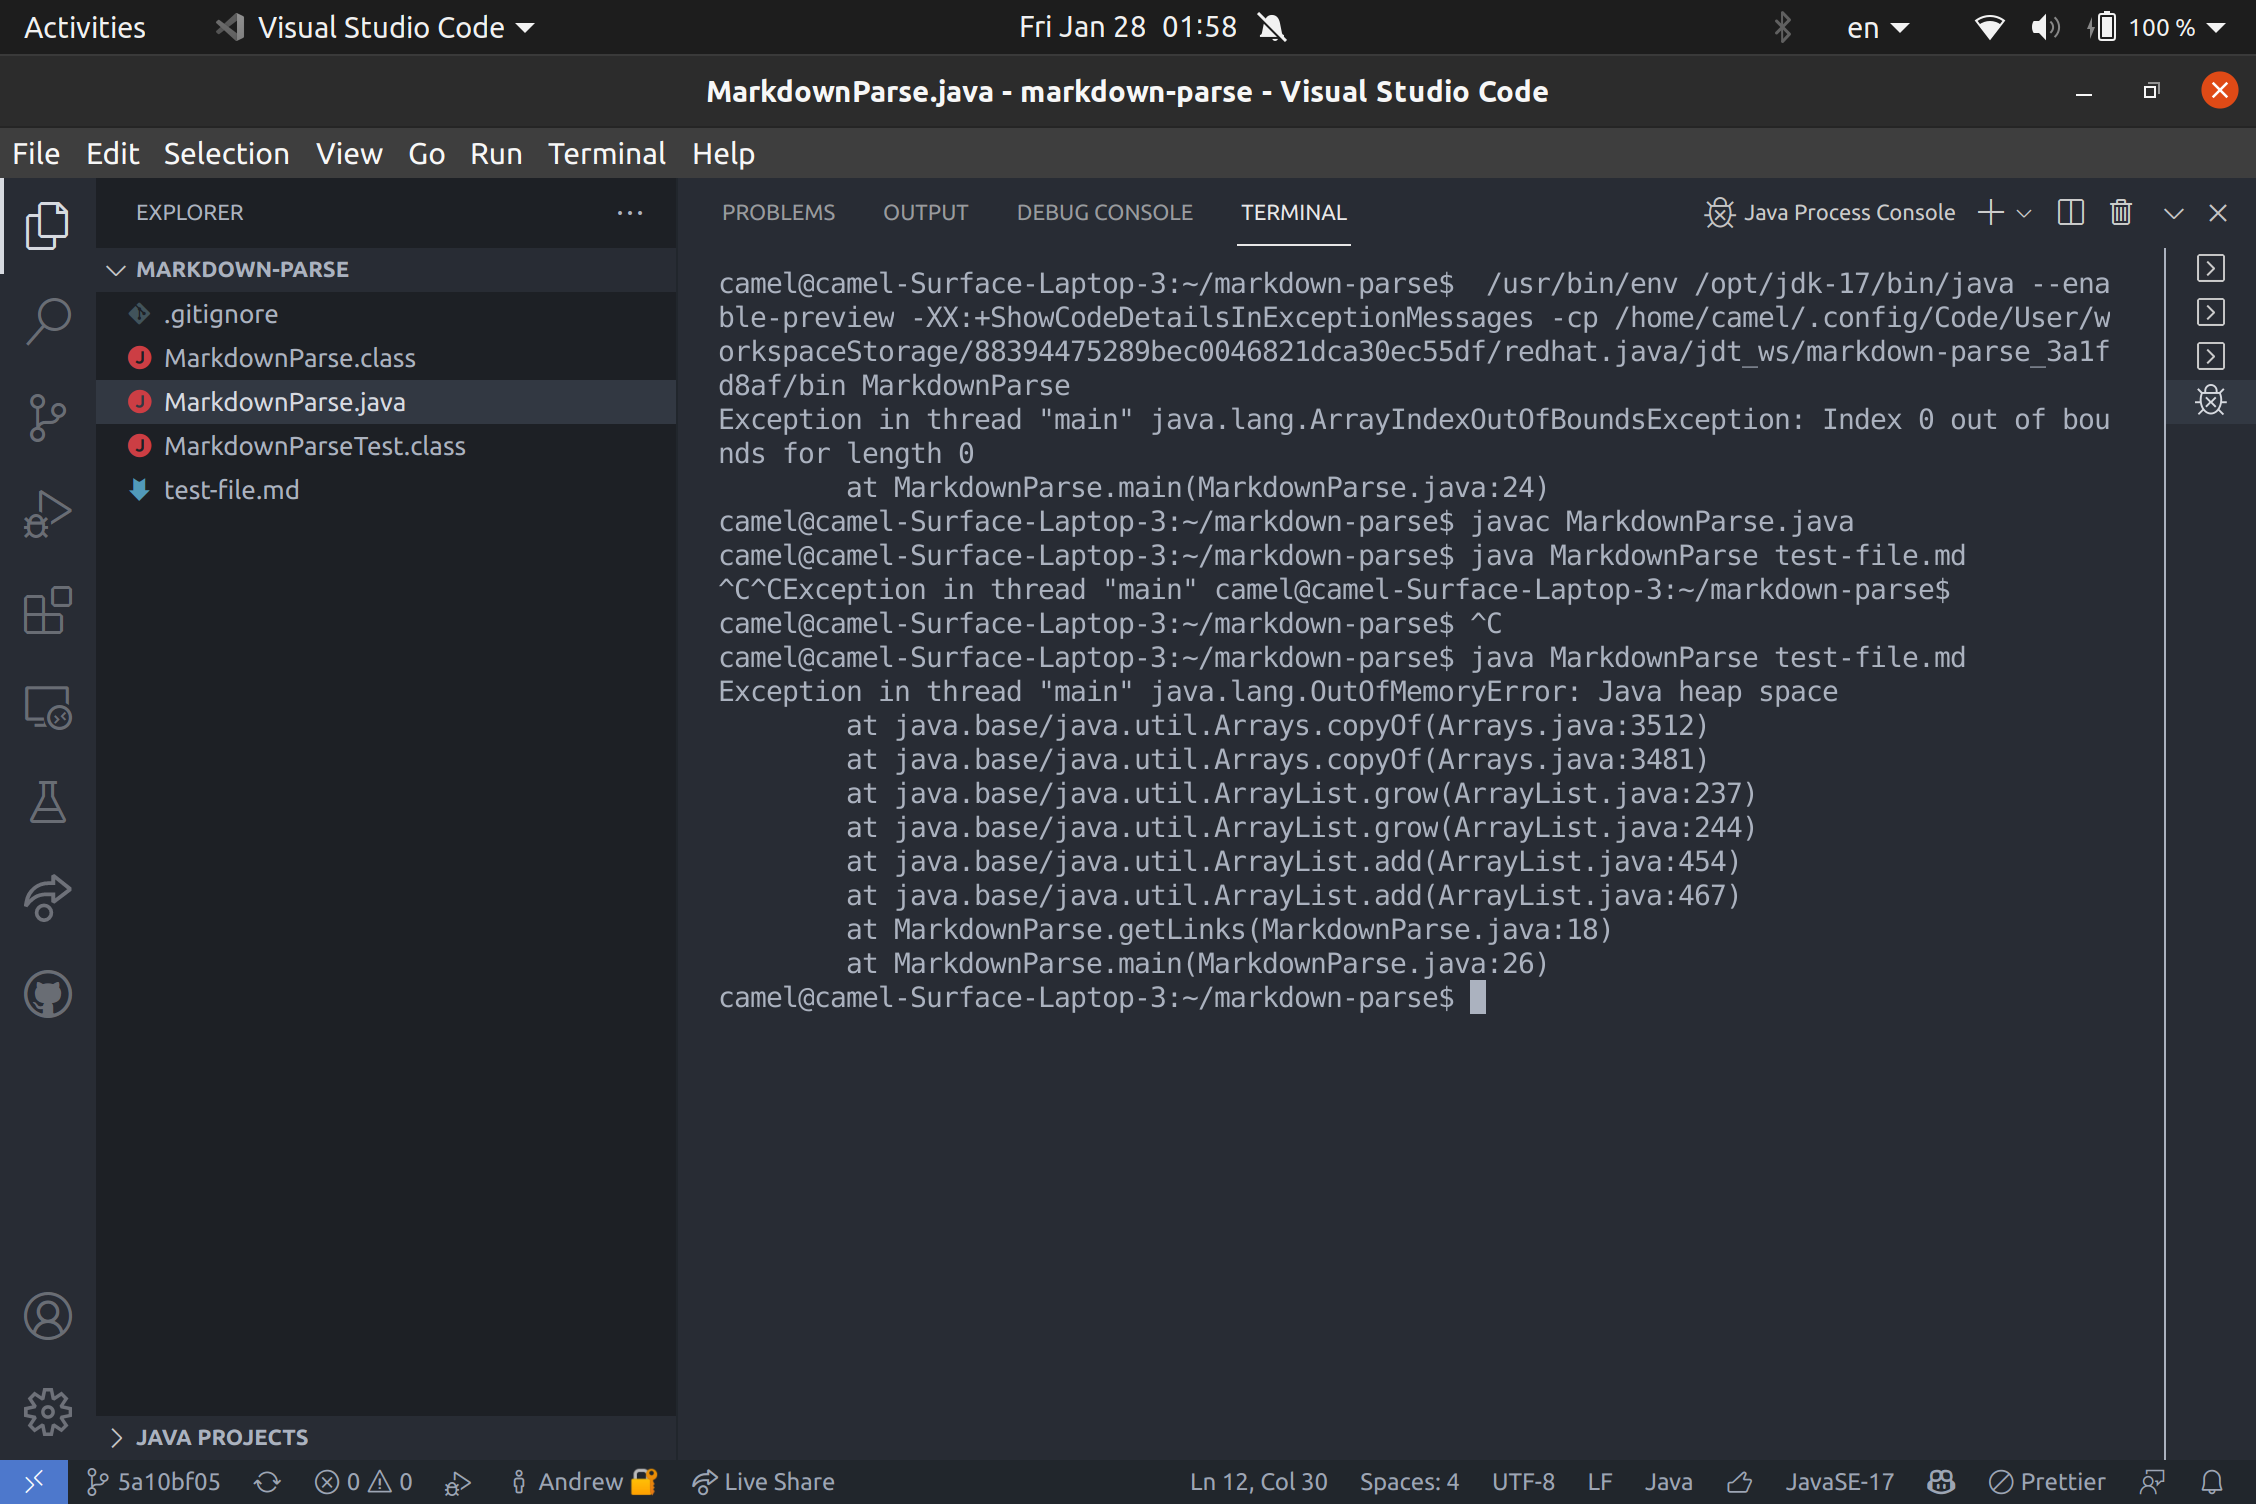 Activities Visual Studio Code Fri Jan 28 01:58 en 100 %
MarkdownParse.java - markdown-parse - Visual Studio Code
File Edit Selection View Go Run Terminal Help
EXPLORER
MARKDOWN-PARSE
.gitignore
MarkdownParse.class
MarkdownParse.java
MarkdownParseTest.class
test-file.md
JAVA PROJECTS
PROBLEMS OUTPUT DEBUG CONSOLE TERMINAL Java Process Console
camel@camel-Surface-Laptop-3:~/markdown-parse$  /usr/bin/env /opt/jdk-17/bin/java --ena
ble-preview -XX:+ShowCodeDetailsInExceptionMessages -cp /home/camel/.config/Code/User/w
orkspaceStorage/88394475289bec0046821dca30ec55df/redhat.java/jdt_ws/markdown-parse_3a1f
d8af/bin MarkdownParse
Exception in thread "main" java.lang.ArrayIndexOutOfBoundsException: Index 0 out of bou
nds for length 0
        at MarkdownParse.main(MarkdownParse.java:24)
camel@camel-Surface-Laptop-3:~/markdown-parse$ javac MarkdownParse.java
camel@camel-Surface-Laptop-3:~/markdown-parse$ java MarkdownParse test-file.md
^C^CException in thread "main" camel@camel-Surface-Laptop-3:~/markdown-parse$
camel@camel-Surface-Laptop-3:~/markdown-parse$ ^C
camel@camel-Surface-Laptop-3:~/markdown-parse$ java MarkdownParse test-file.md
Exception in thread "main" java.lang.OutOfMemoryError: Java heap space
        at java.base/java.util.Arrays.copyOf(Arrays.java:3512)
        at java.base/java.util.Arrays.copyOf(Arrays.java:3481)
        at java.base/java.util.ArrayList.grow(ArrayList.java:237)
        at java.base/java.util.ArrayList.grow(ArrayList.java:244)
        at java.base/java.util.ArrayList.add(ArrayList.java:454)
        at java.base/java.util.ArrayList.add(ArrayList.java:467)
        at MarkdownParse.getLinks(MarkdownParse.java:18)
        at MarkdownParse.main(MarkdownParse.java:26)
camel@camel-Surface-Laptop-3:~/markdown-parse$
5a10bf05 0 0 Andrew Live Share Ln 12, Col 30 Spaces: 4 UTF-8 LF Java JavaSE-17 Prettier